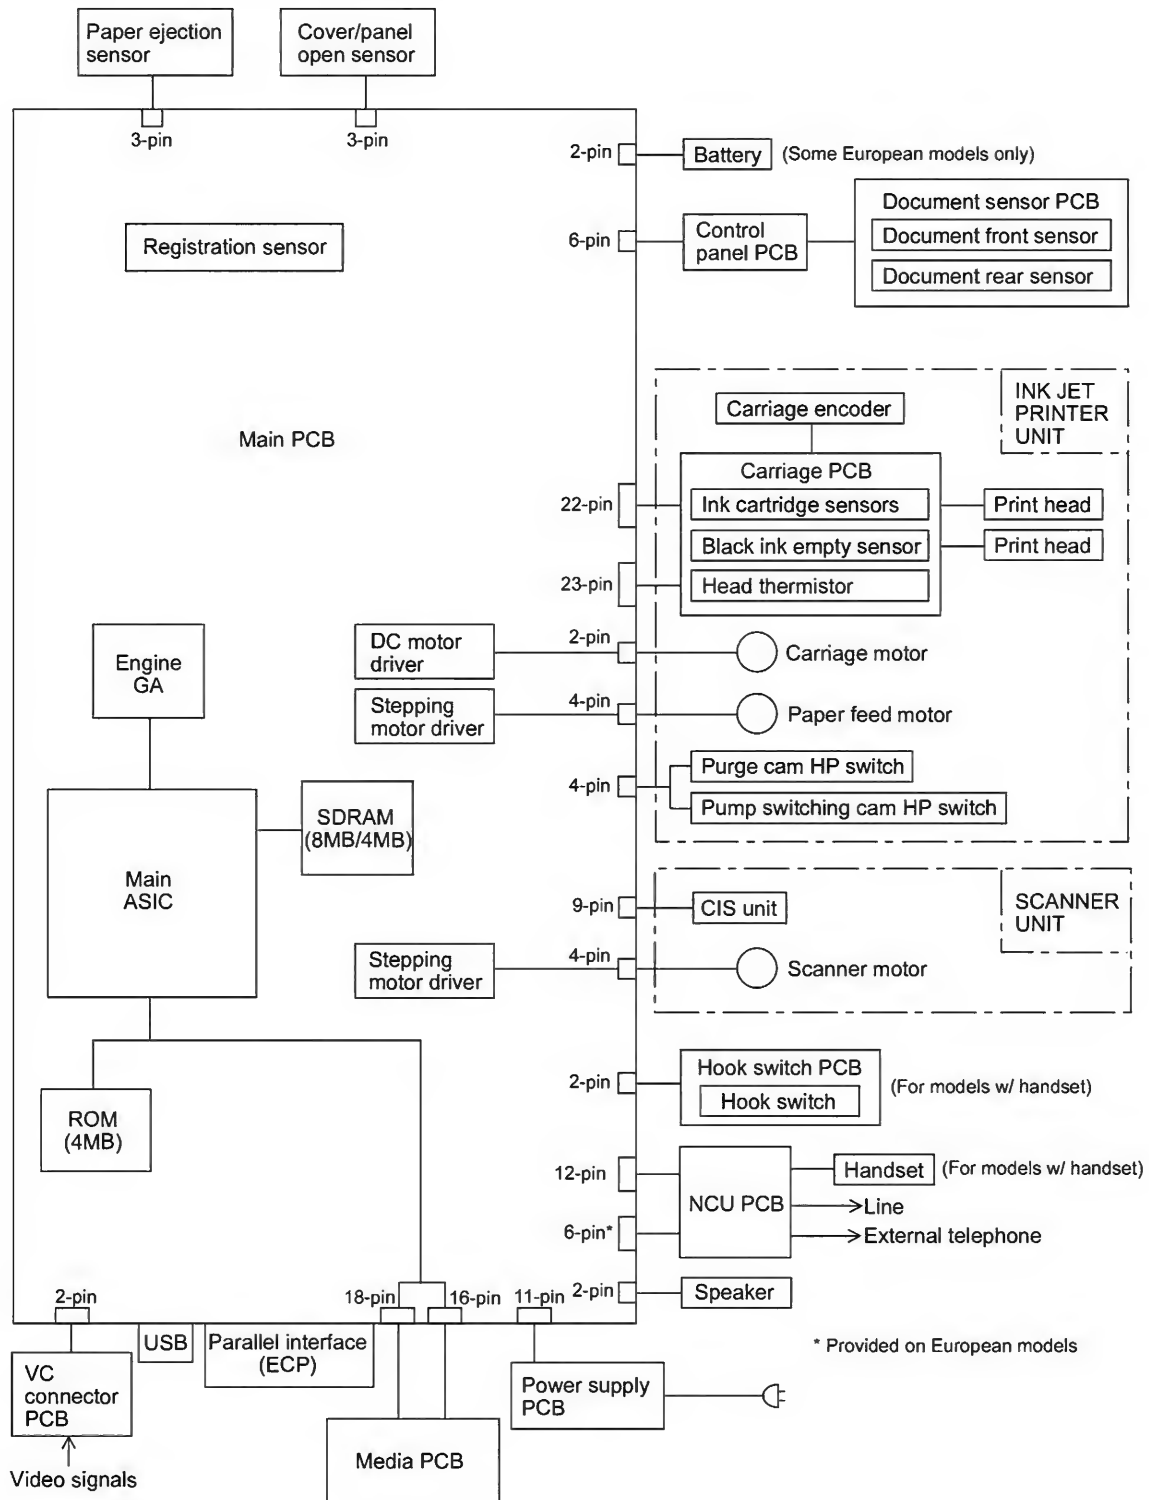 Paper ejection
sensor
Cover/panel
open sensor
3-pin
3-pin
2-pin
Battery
(Some European models only)
Document sensor PCB
Document front sensor
Document rear sensor
6-pin
Control
panel PCB
Registration sensor
Main PCB
INK JET
PRINTER
UNIT
Carriage encoder
Carriage PCB
22-pin
Ink cartridge sensors
Print head
Black ink empty sensor
Print head
23-pin
Head thermistor
DC motor
driver
2-pin
Carriage motor
Engine
GA
Stepping
motor driver
4-pin
Paper feed motor
4-pin
Purge cam HP switch
Pump switching cam HP switch
SDRAM
(8MB/4MB)
Main
ASIC
9-pin
CIS unit
SCANNER
UNIT
Stepping
motor driver
4-pin
Scanner motor
2-pin
Hook switch PCB
Hook switch
(For models w/ handset)
ROM
(4MB)
12-pin
NCU PCB
Handset
(For models w/ handset)
Line
6-pin*
External telephone
2-pin
Speaker
2-pin
18-pin
16-pin
11-pin
USB
Parallel interface
(ECP)
* Provided on European models
VC
connector
PCB
Power supply
PCB
Media PCB
Video signals